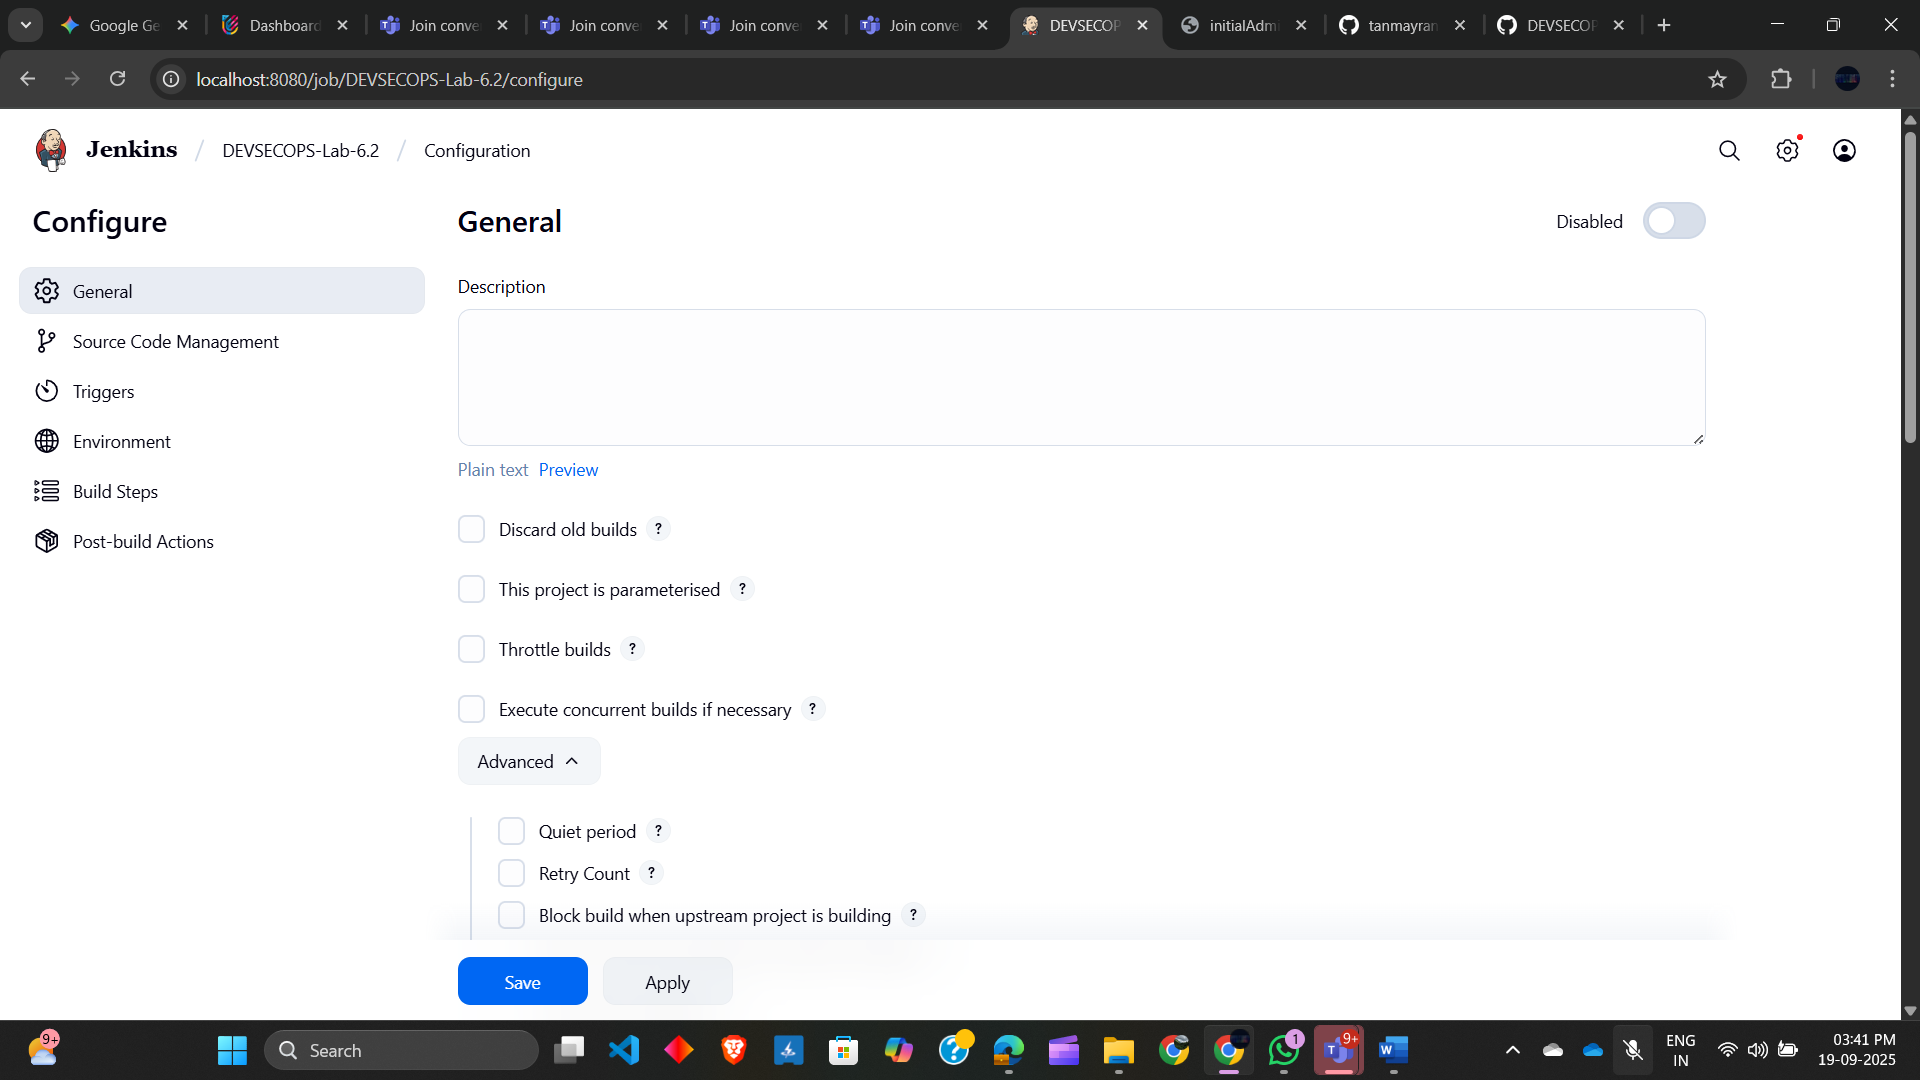 Google Ge
Dashboard
Join conve
Join conve
Join conve
Join conve
DEVSECOP
initialAdmi
tanmayran
DEVSECOP
localhost:8080/job/DEVSECOPS-Lab-6.2/configure
Jenkins / DEVSECOPS-Lab-6.2 / Configuration
Configure
General
Source Code Management
Triggers
Environment
Build Steps
Post-build Actions
General
Disabled
Description
Plain text Preview
Discard old builds ?
This project is parameterised ?
Throttle builds ?
Execute concurrent builds if necessary ?
Advanced
Quiet period ?
Retry Count ?
Block build when upstream project is building ?
Save
Apply
9+
Search
1
9+
ENG
IN
03:41 PM
19-09-2025